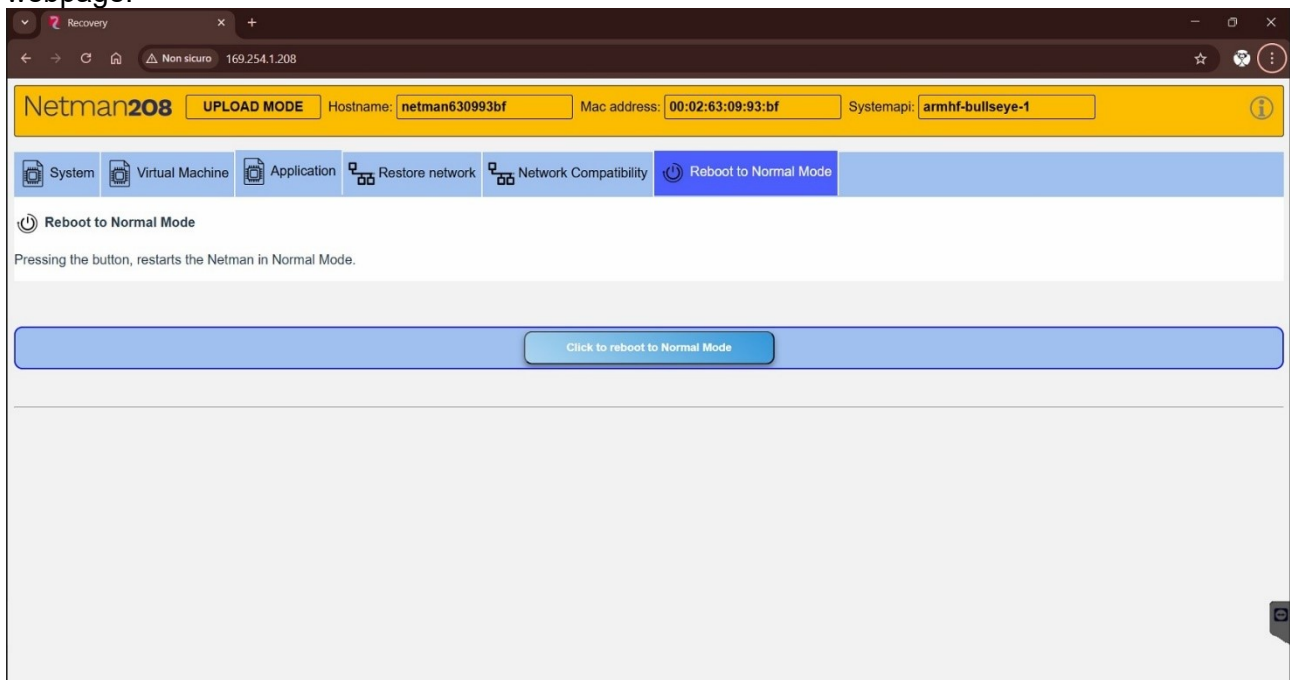 webpage.
Recovery
Non sicuro 169.254.1.208
Netman208 UPLOAD MODE Hostname: netman630993bf Mac address: 00:02:63:09:93:bf Systemapi: armhf-bullseye-1
System Virtual Machine Application Restore network Network Compatibility Reboot to Normal Mode
Reboot to Normal Mode
Pressing the button, restarts the Netman in Normal Mode.
Click to reboot to Normal Mode